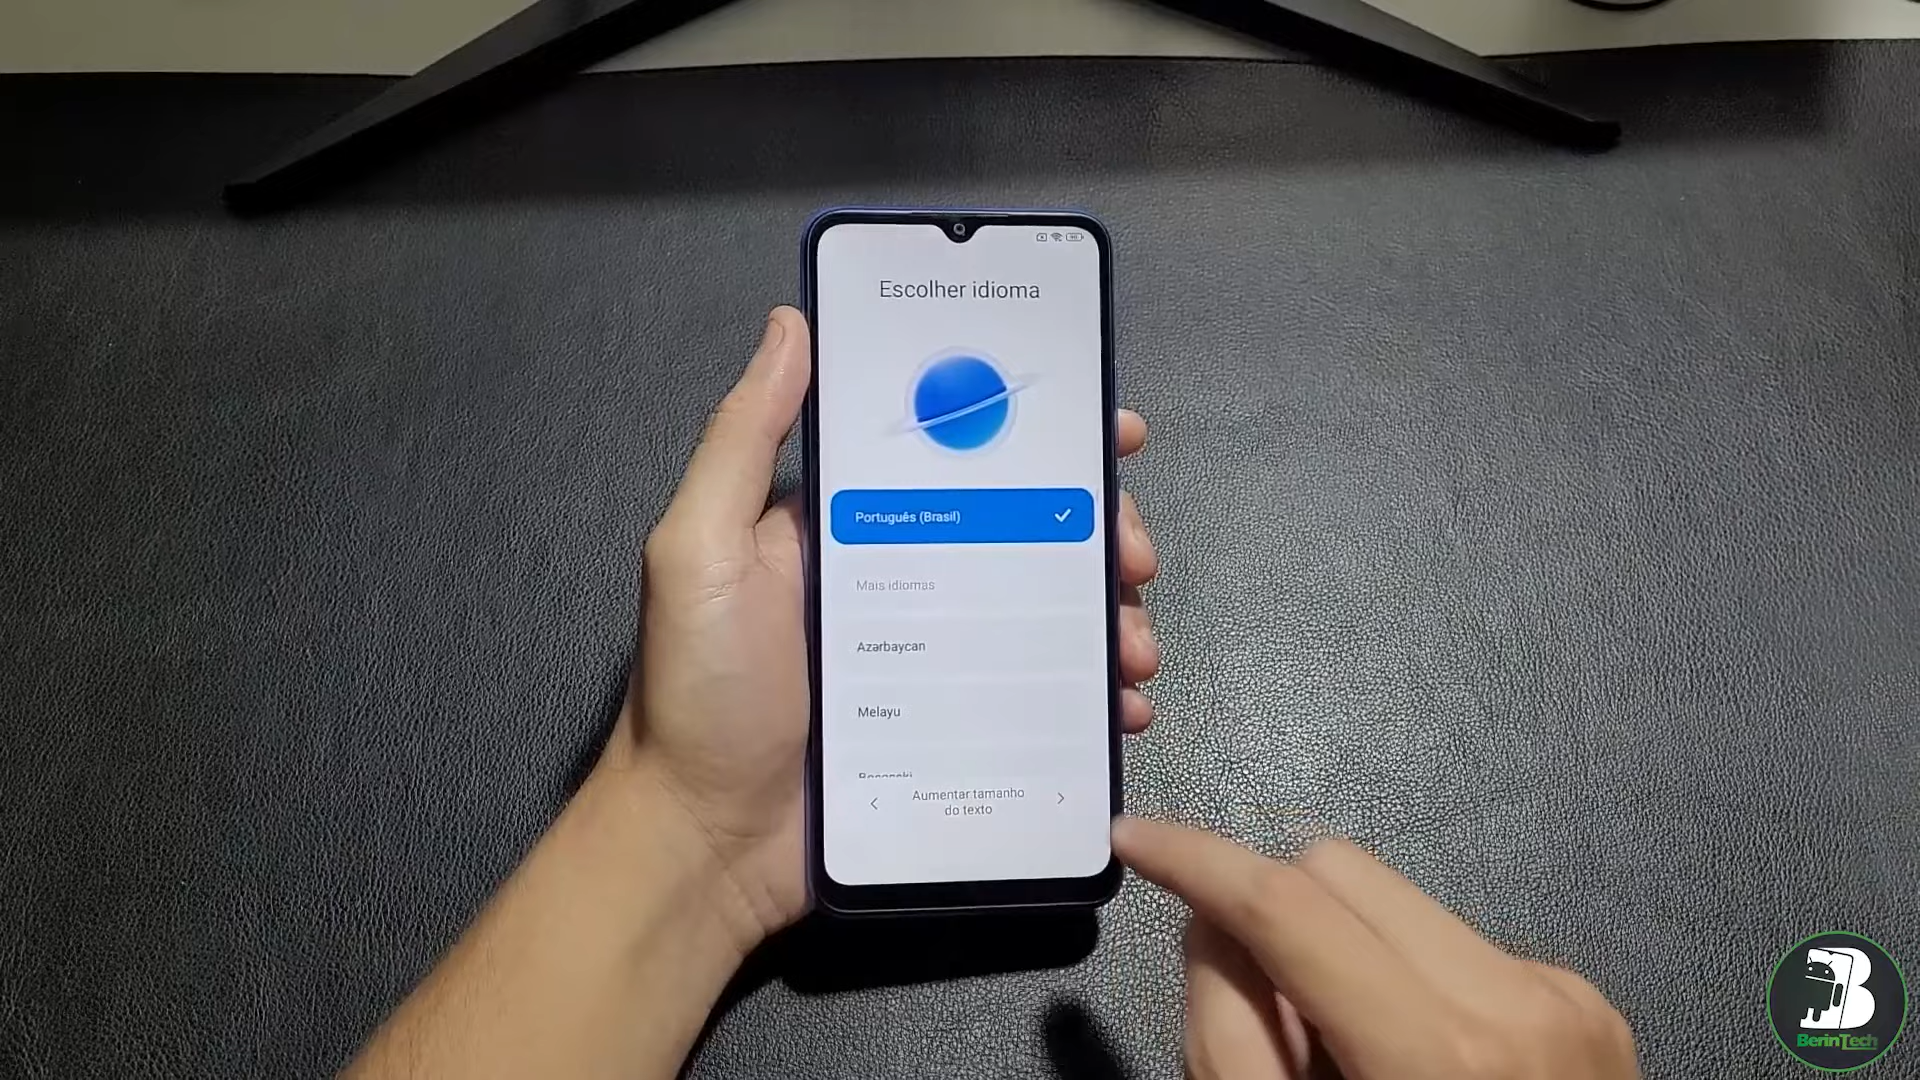 Escolher idioma
Português (Brasil)
Mais idiomas
Azərbaycan
Melayu
Aumentar tamanho
do texto
B
BerinTech